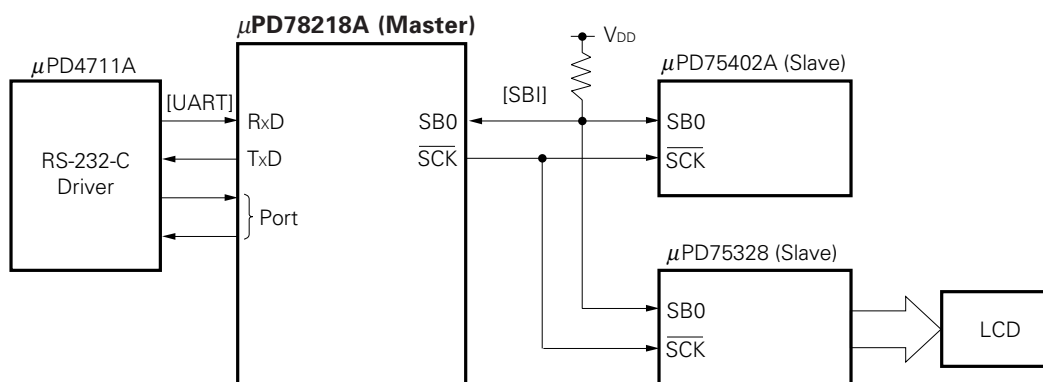 µPD78218A (Master)
VDD
µPD4711A
µPD75402A (Slave)
[UART]
[SBI]
RxD
SB0
SB0
RS-232-C
Driver
TxD
SCK
SCK
Port
µPD75328 (Slave)
SB0
SCK
LCD